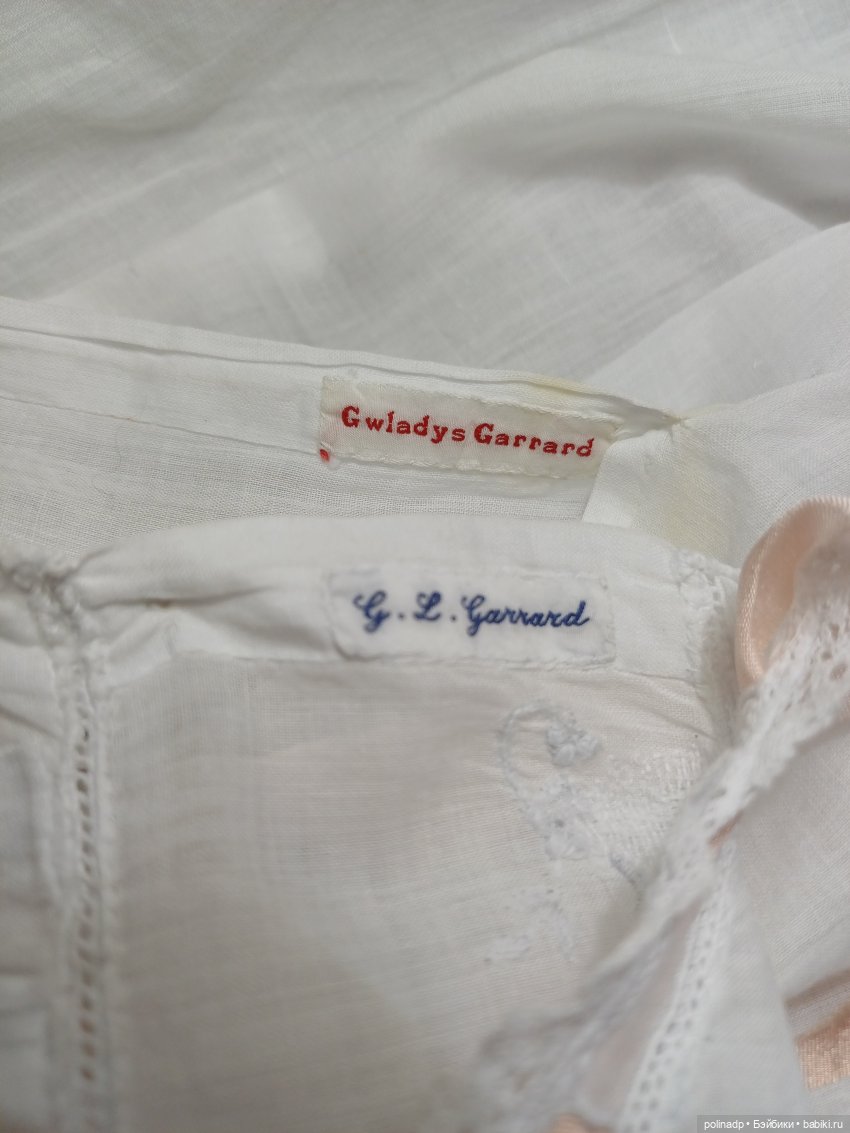 Gwladys Garrard
G. L. Garrard
polinadp • Бэйбики • babiki.ru